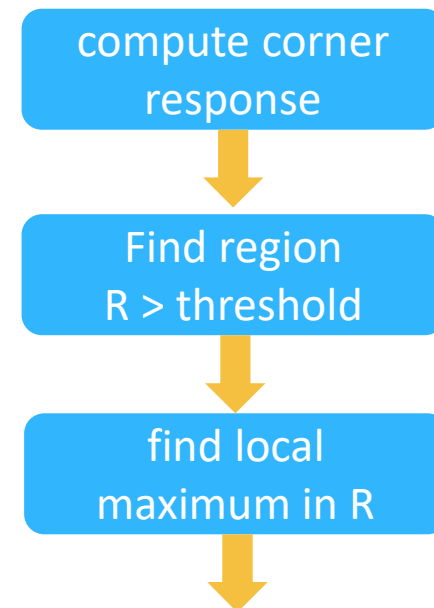 compute corner
response
Find region
R > threshold
find local
maximum in R